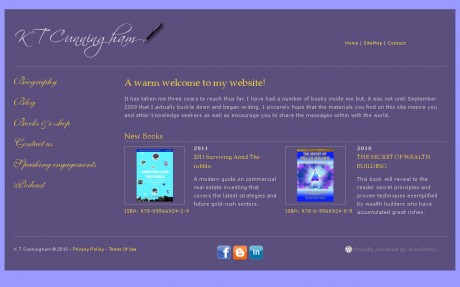 K T Cunningham
Home | SiteMap | Contact
Biography
Blog
Books & e-shop
Contact us
Speaking engagements
Podcast
A warm welcome to my website!
It has taken me three years to reach thus far. I have had a number of books inside me but, it was not until September
2009 that I actually buckle down and began writing. I sincerely hope that the materials you find on this site inspire you
and other knowledge seekers as well as encourage you to share the messages within with the world.
New Books
2011
2011 Surviving Amid The
rubble.
A modern guide on commercial
real estate investing that
covers the latest strategies and
future gold-rush sectors.
ISBN: 978-09566924-2-9
2010
THE SECRET OF WEALTH
BUILDING
This book will reveal to the
reader secret principles and
proven techniques exemplified
by wealth builders who have
accumulated great riches.
ISBN: 978-0-9566924-0-5
K T Cunningham © 2010 - Privacy Policy - Terms Of Use
Proudly powered by WordPress.